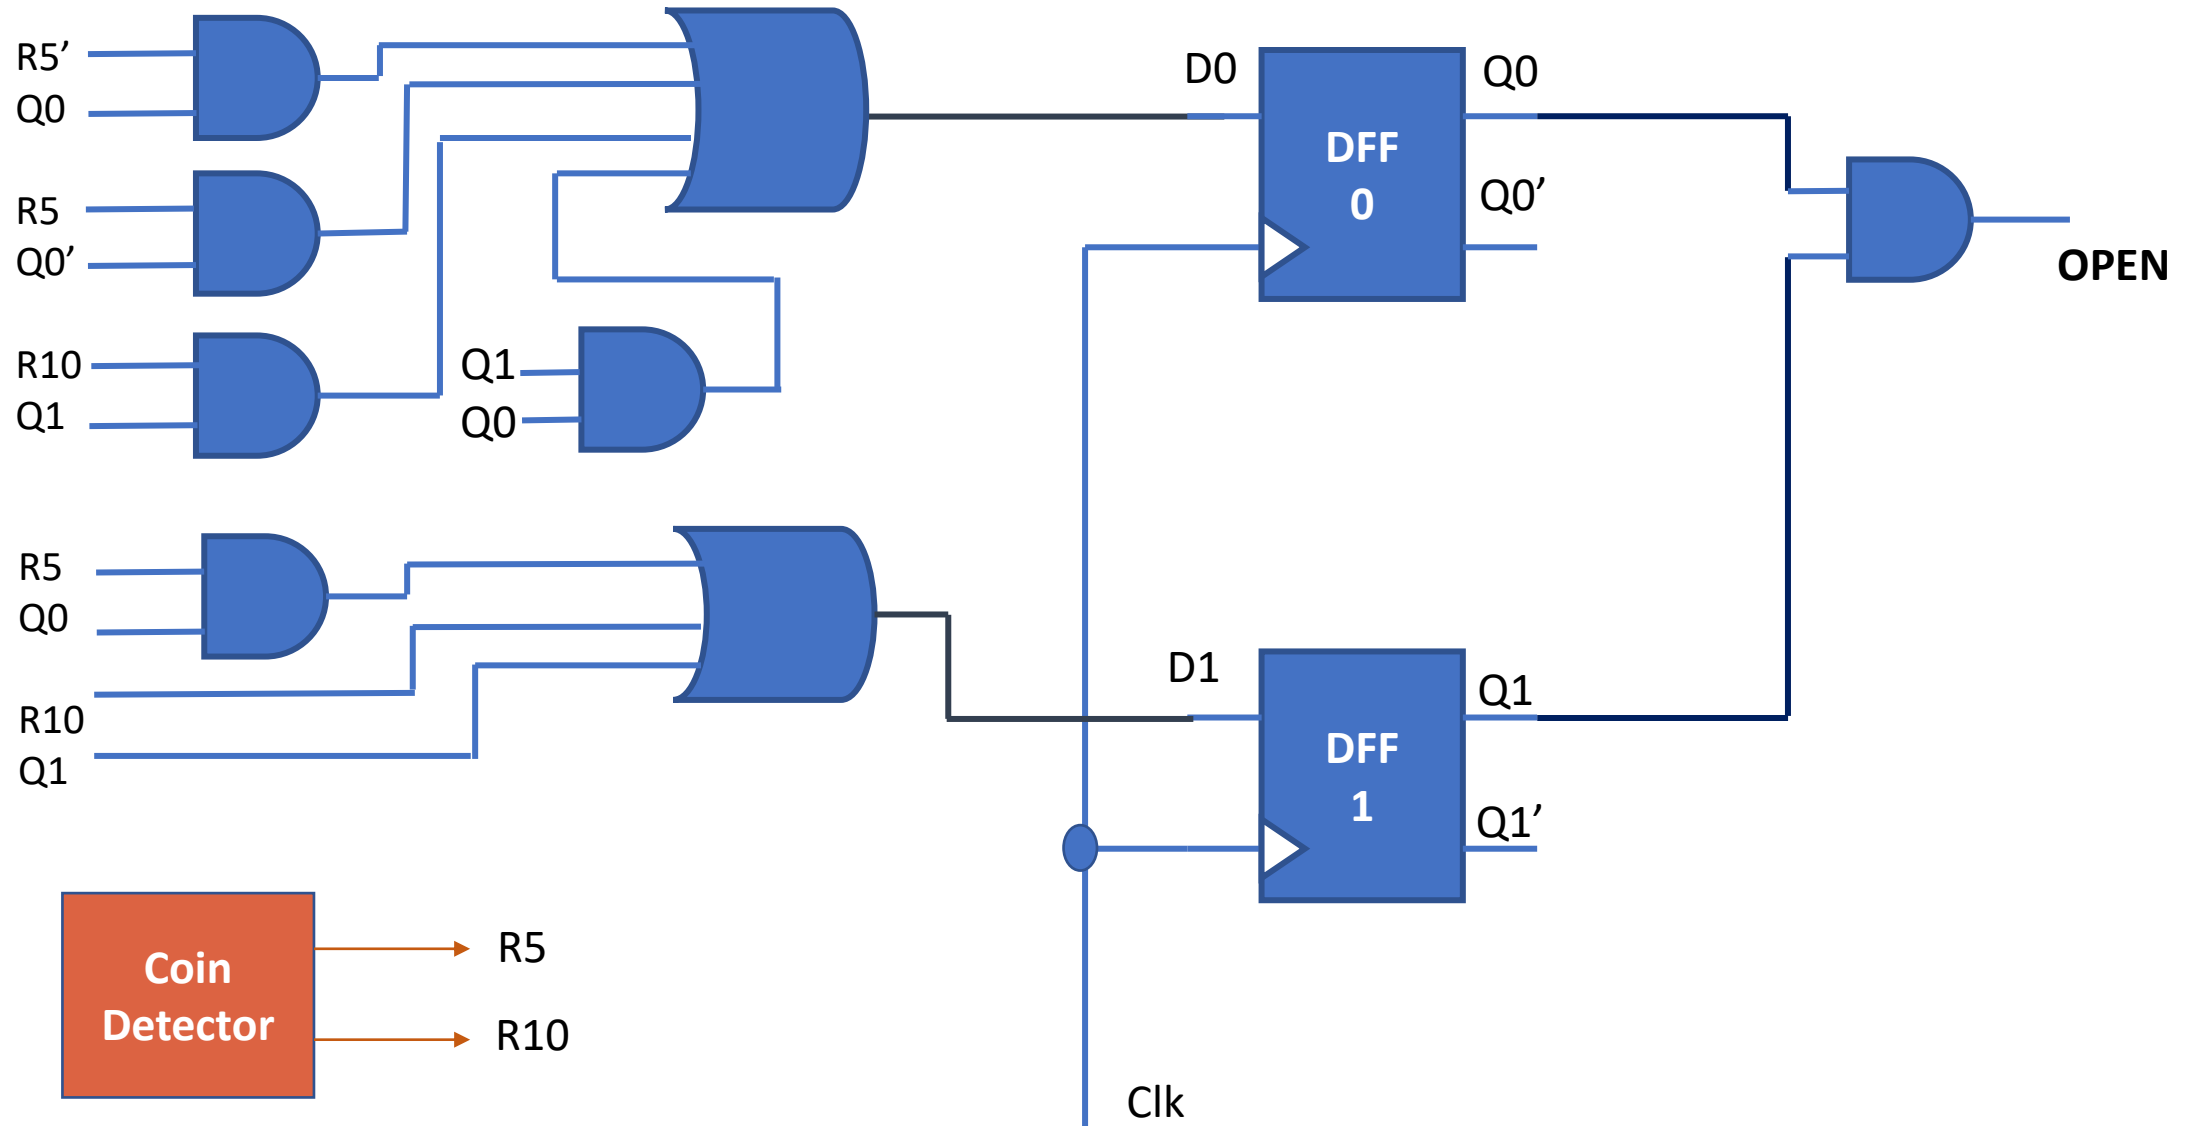 R5’
Q0
R5
Q0’
R10
Q1
Q1
Q0
D0
DFF
0
Q0
Q0’
OPEN
R5
Q0
R10
Q1
D1
DFF
1
Q1
Q1’
Coin
Detector
R5
R10
Clk